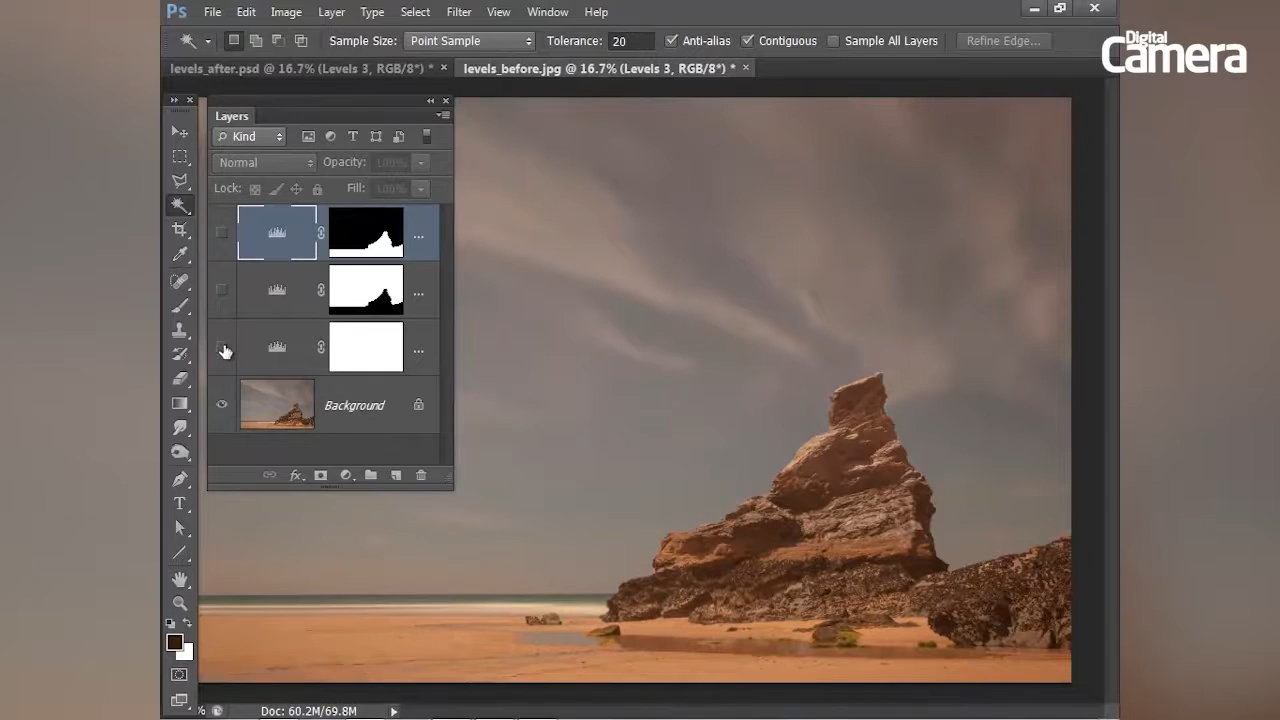 Ps File Edit Image Layer Type Select Filter View Window Help
Sample Size: Point Sample Tolerance: 20 Anti-alias Contiguous Sample All Layers Refine Edge...
Digital
Camera
levels_after.psd @ 16.7% (Levels 3, RGB/8*) * × levels_before.jpg @ 16.7% (Levels 3, RGB/8*) * ×
Layers
Kind
Normal Opacity: 100%
Lock: Fill: 100%
...
...
...
Background
fx
T
% Doc: 60.2M/69.8M